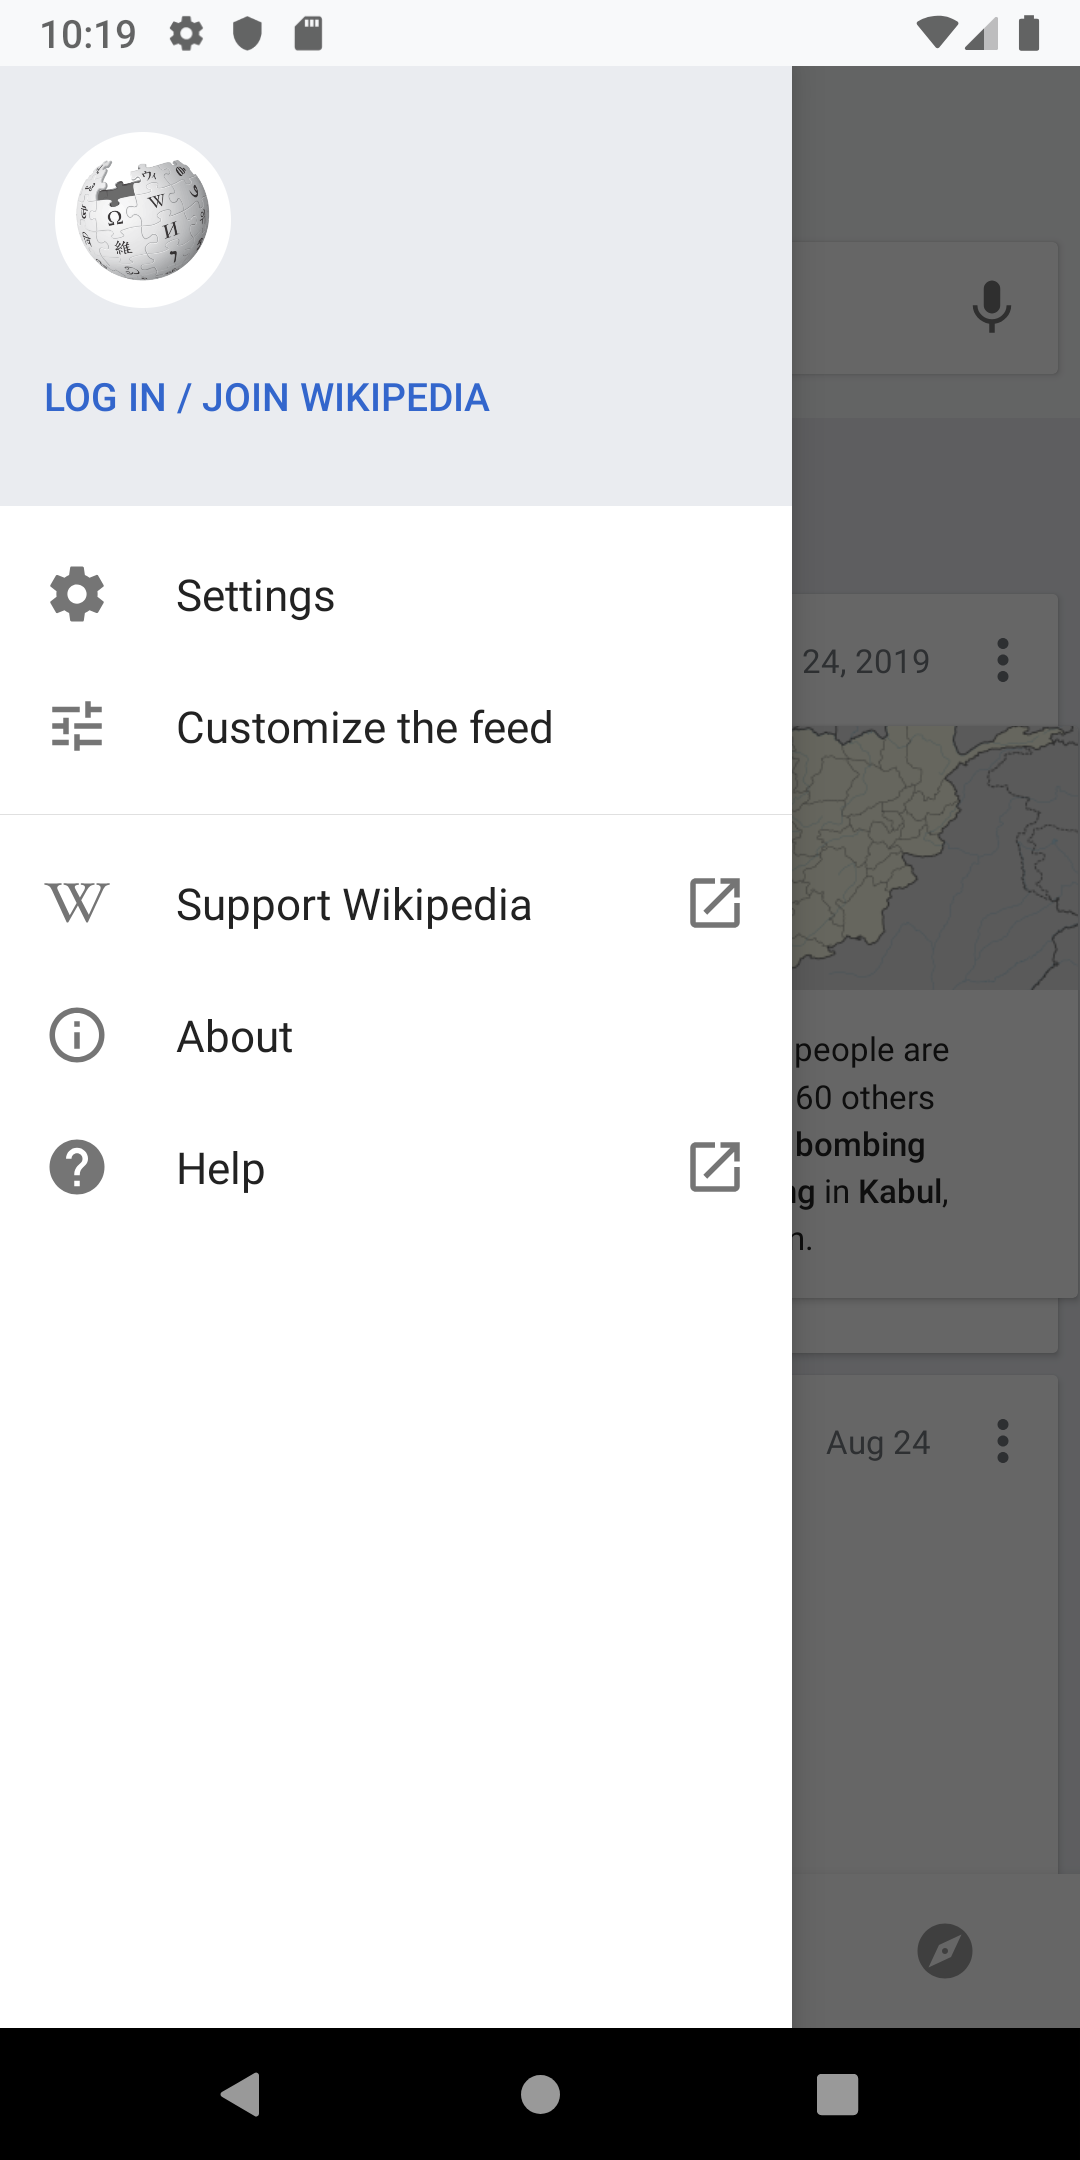 10:19
LOG IN / JOIN WIKIPEDIA
Settings
Customize the feed
Support Wikipedia
About
Help
24, 2019
people are
60 others
bombing
in Kabul,
Aug 24